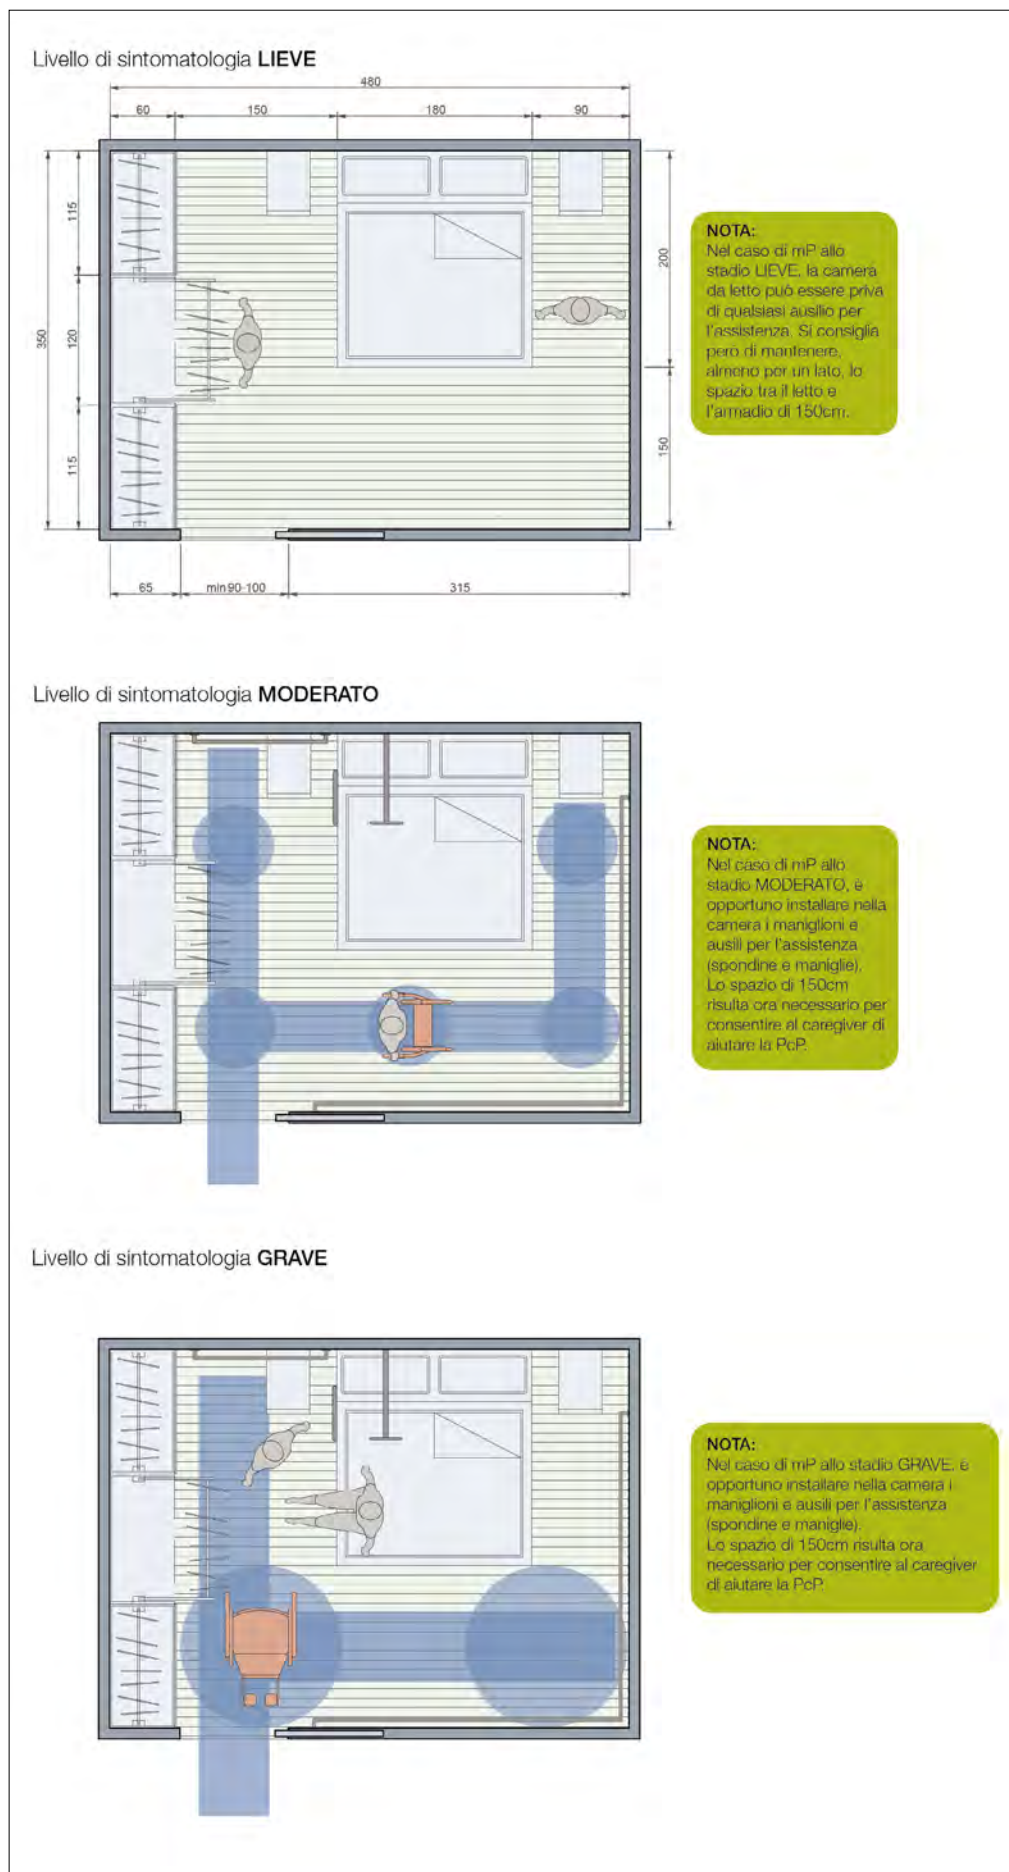 Livello di sintomatologia LIEVE
480
60 150 180 90
115
200
350
120
115
150
65 min90-100 315
NOTA:
Nel caso di mP allo
stadio LIEVE, la camera
da letto può essere priva
di qualsiasi ausilio per
l'assistenza. Si consiglia
però di mantenere,
almeno per un lato, lo
spazio tra il letto e
l'armadio di 150cm.
Livello di sintomatologia MODERATO
NOTA:
Nel caso di mP allo
stadio MODERATO, è
opportuno installare nella
camera i maniglioni e
ausili per l'assistenza
(spondine e maniglie).
Lo spazio di 150cm
risulta ora necessario per
consentire al caregiver di
aiutare la PcP.
Livello di sintomatologia GRAVE
NOTA:
Nel caso di mP allo stadio GRAVE, è
opportuno installare nella camera i
maniglioni e ausili per l'assistenza
(spondine e maniglie).
Lo spazio di 150cm risulta ora
necessario per consentire al caregiver
di aiutare la PcP.